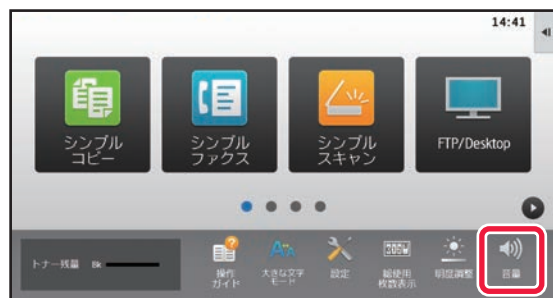 14:41
シンプル
コピー
シンプル
ファクス
シンプル
スキャン
FTP/Desktop
トナー残量 Bk
操作
ガイド
大きな文字
モード
設定
総使用
枚数表示
明度調整
音量